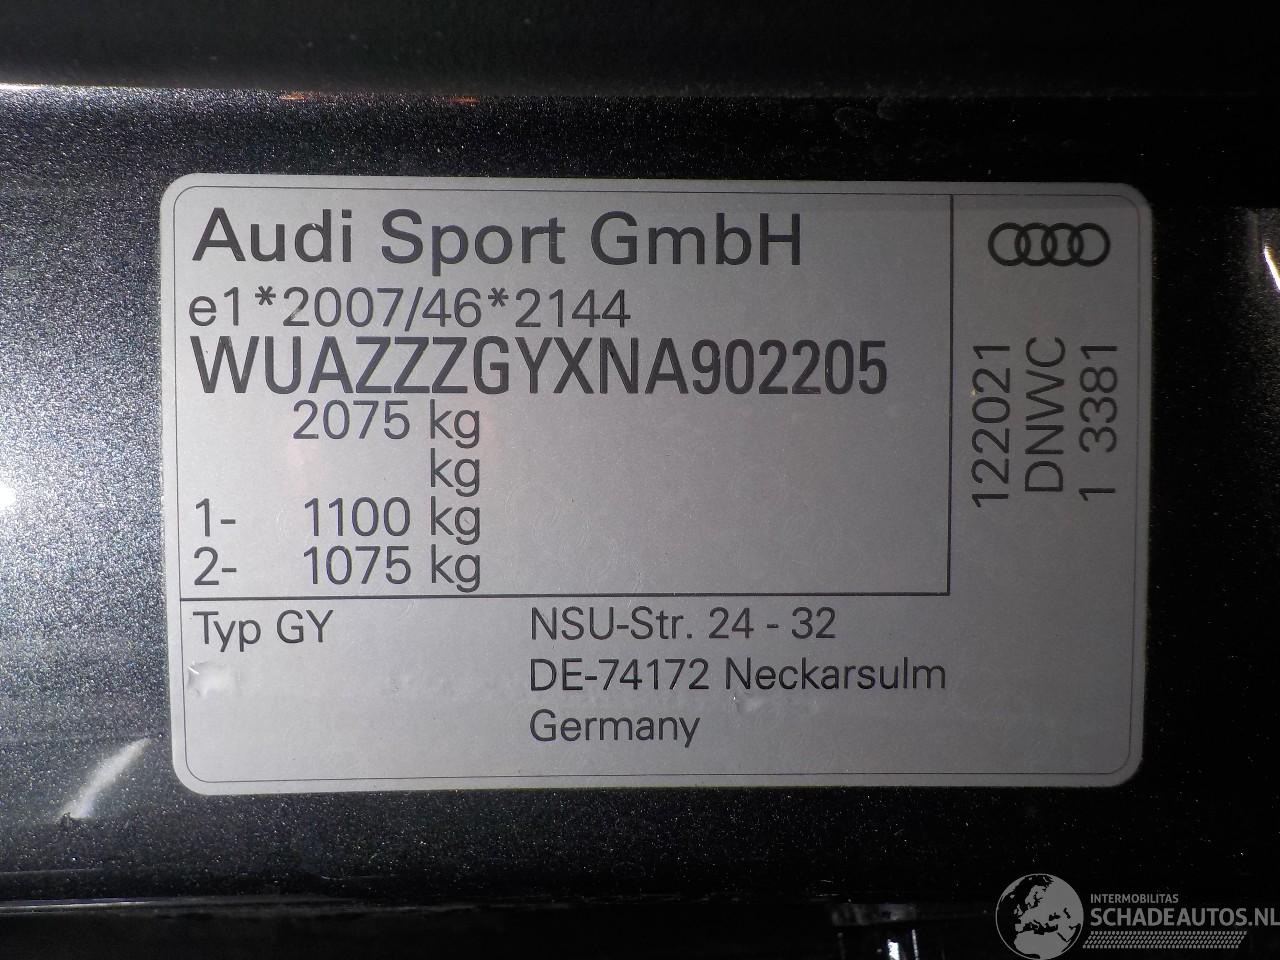 Audi Sport GmbH
e1*2007/46*2144
WUAZZZGYXNA902205
2075 kg
kg
1- 1100 kg
2- 1075 kg
122021
DNWC
1 3381
Typ GY
NSU-Str. 24 - 32
DE-74172 Neckarsulm
Germany
INTERMOBILITAS
SCHADEAUTOS.NL